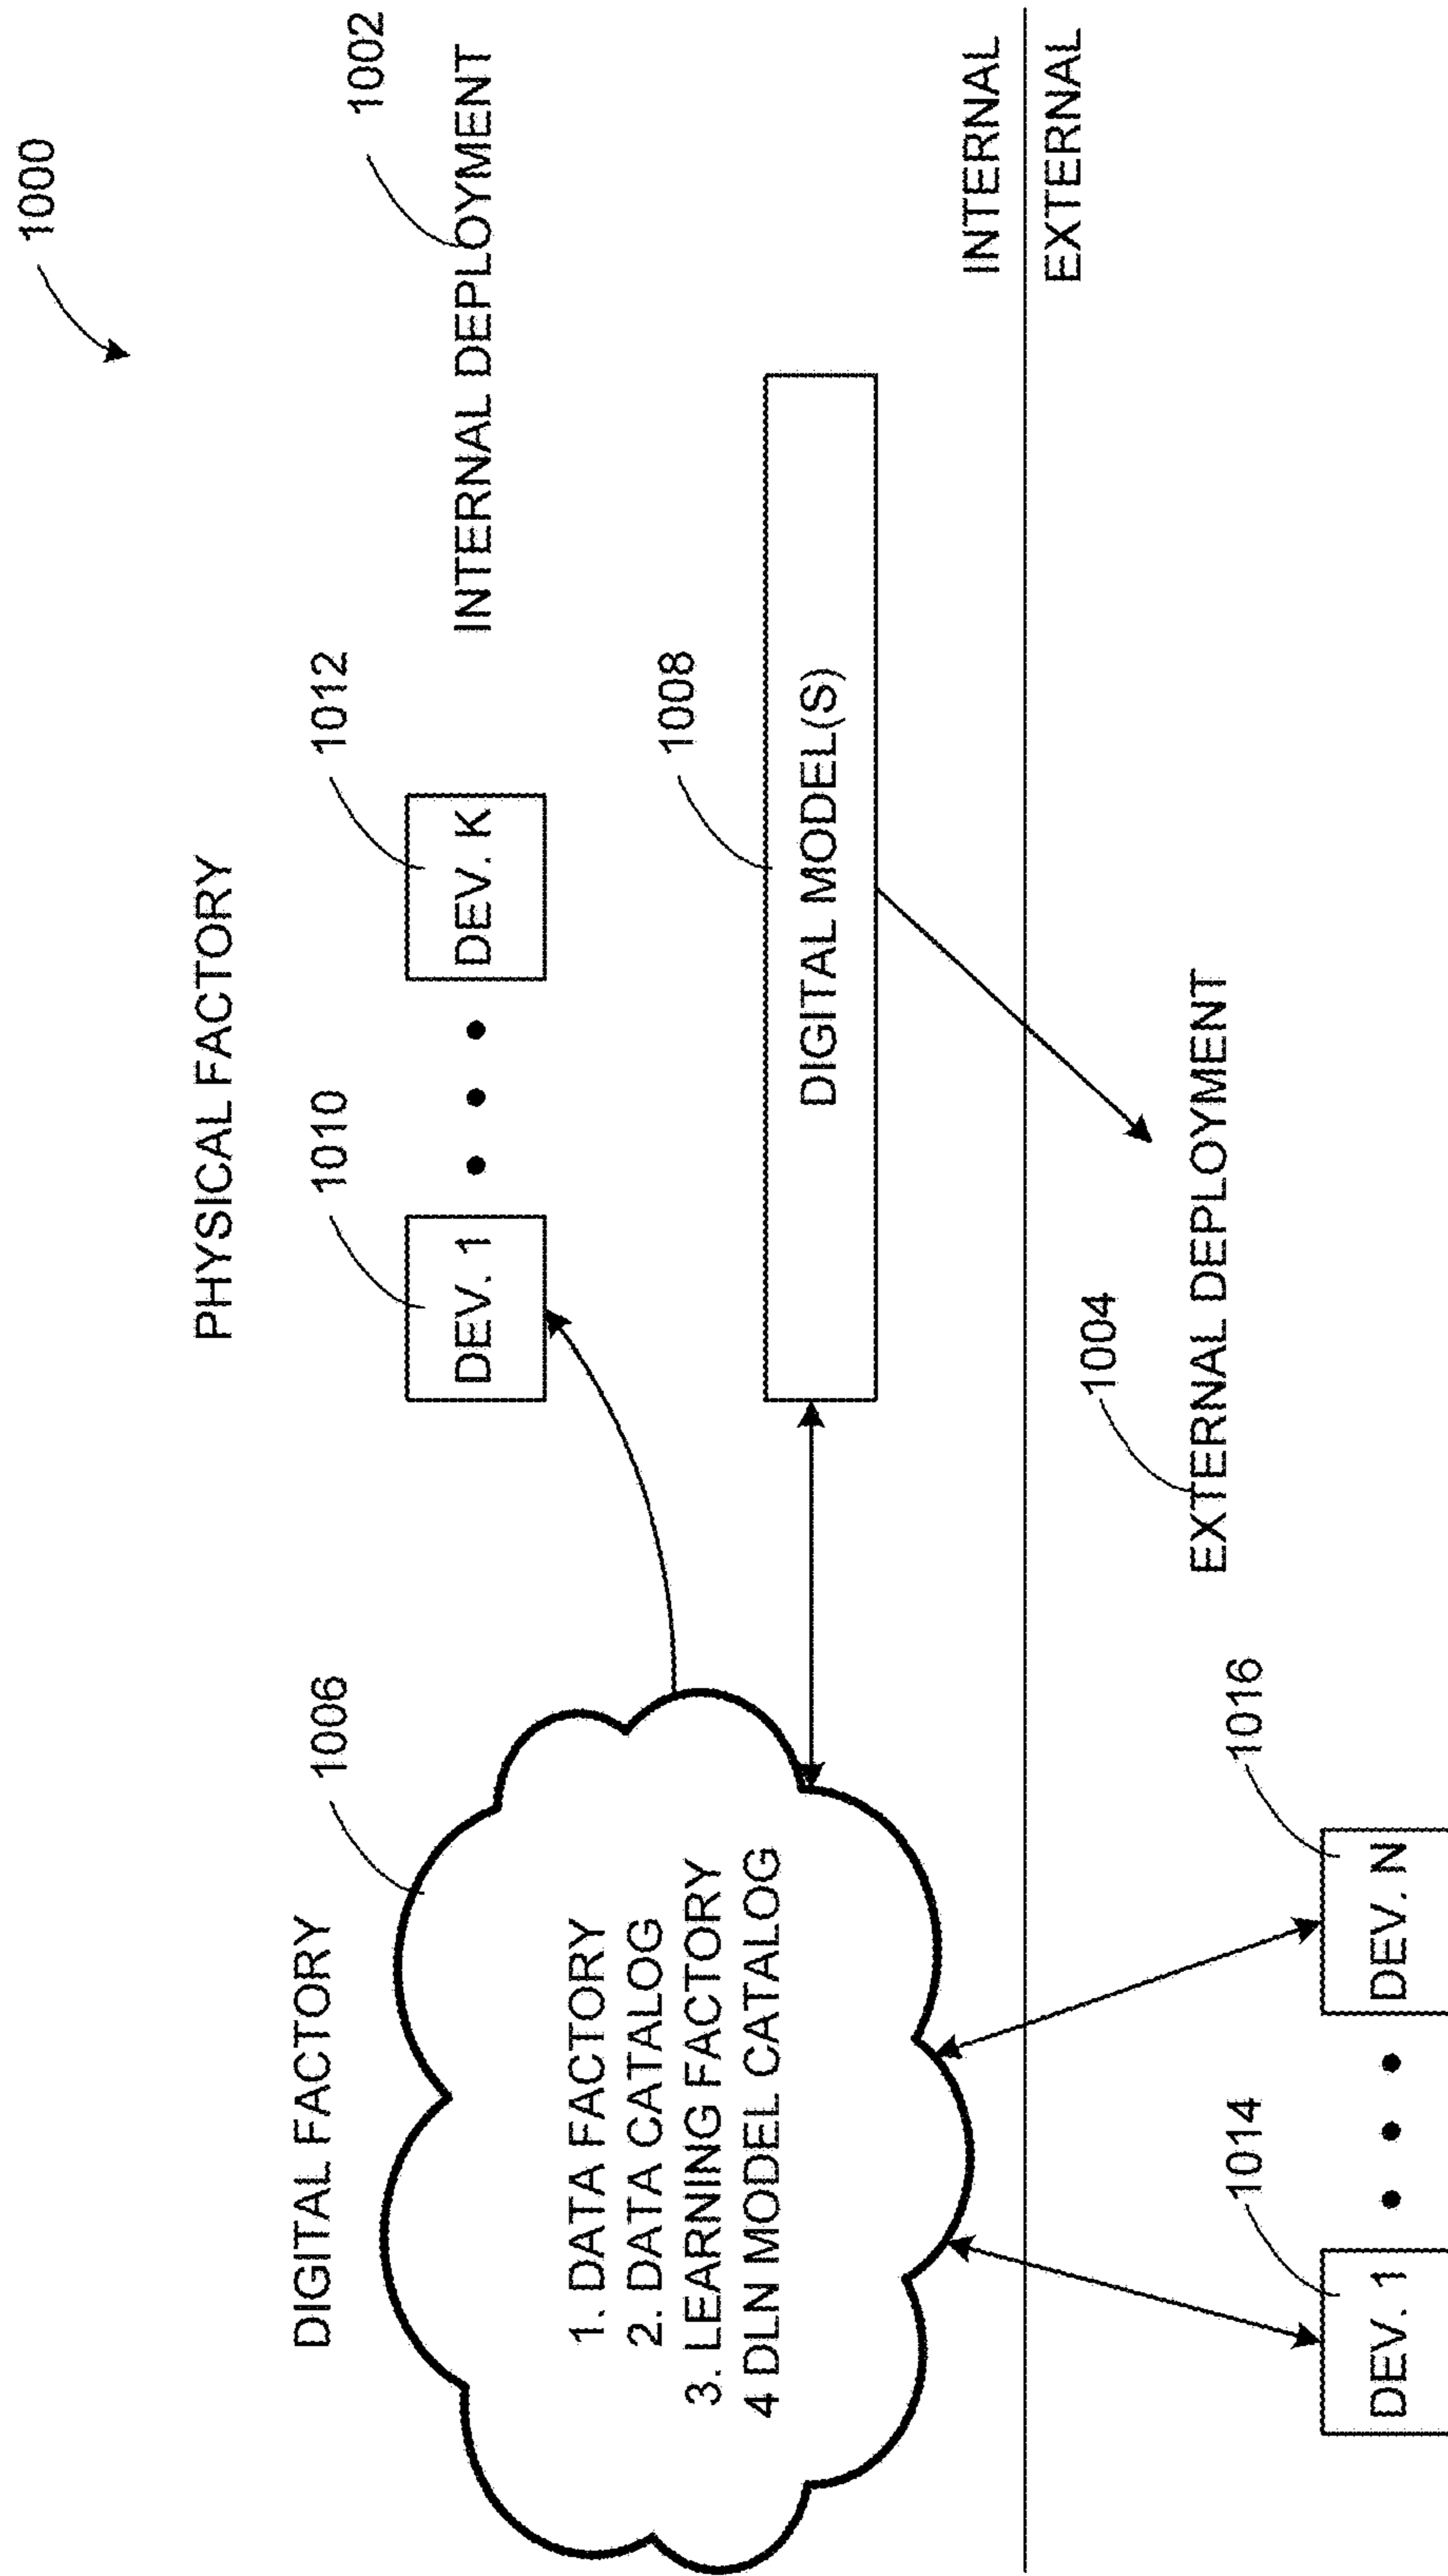 1000
PHYSICAL FACTORY
DIGITAL FACTORY
1006
1010
1012
1002
DEV. 1
DEV. K
INTERNAL DEPLOYMENT
1. DATA FACTORY
2. DATA CATALOG
3. LEARNING FACTORY
4 DLN MODEL CATALOG
1008
DIGITAL MODEL(S)
INTERNAL
EXTERNAL
1004
EXTERNAL DEPLOYMENT
1014
1016
DEV. 1
DEV. N